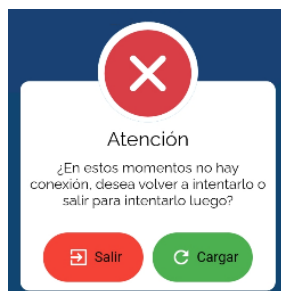 Atención
¿En estos momentos no hay
conexión, desea volver a intentarlo o
salir para intentarlo luego?
Salir
Cargar